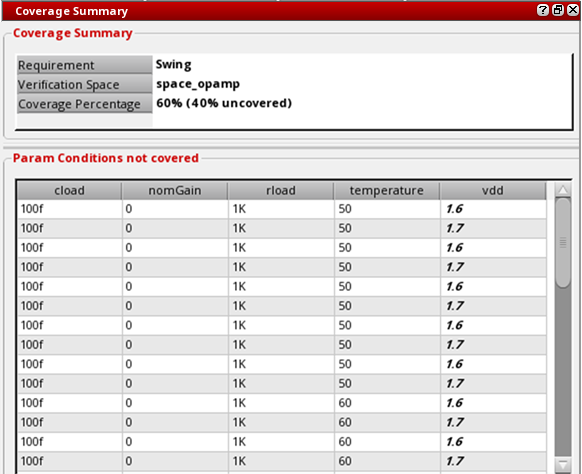 Coverage Summary
Coverage Summary
Requirement Swing
Verification Space space_opamp
Coverage Percentage 60% (40% uncovered)
Param Conditions not covered
cload nomGain rload temperature vdd
100f 0 1K 50 1.6
100f 0 1K 50 1.7
100f 0 1K 50 1.6
100f 0 1K 50 1.7
100f 0 1K 50 1.6
100f 0 1K 50 1.7
100f 0 1K 50 1.6
100f 0 1K 50 1.7
100f 0 1K 50 1.6
100f 0 1K 50 1.7
100f 0 1K 60 1.6
100f 0 1K 60 1.7
100f 0 1K 60 1.6
100f 0 1K 60 1.7